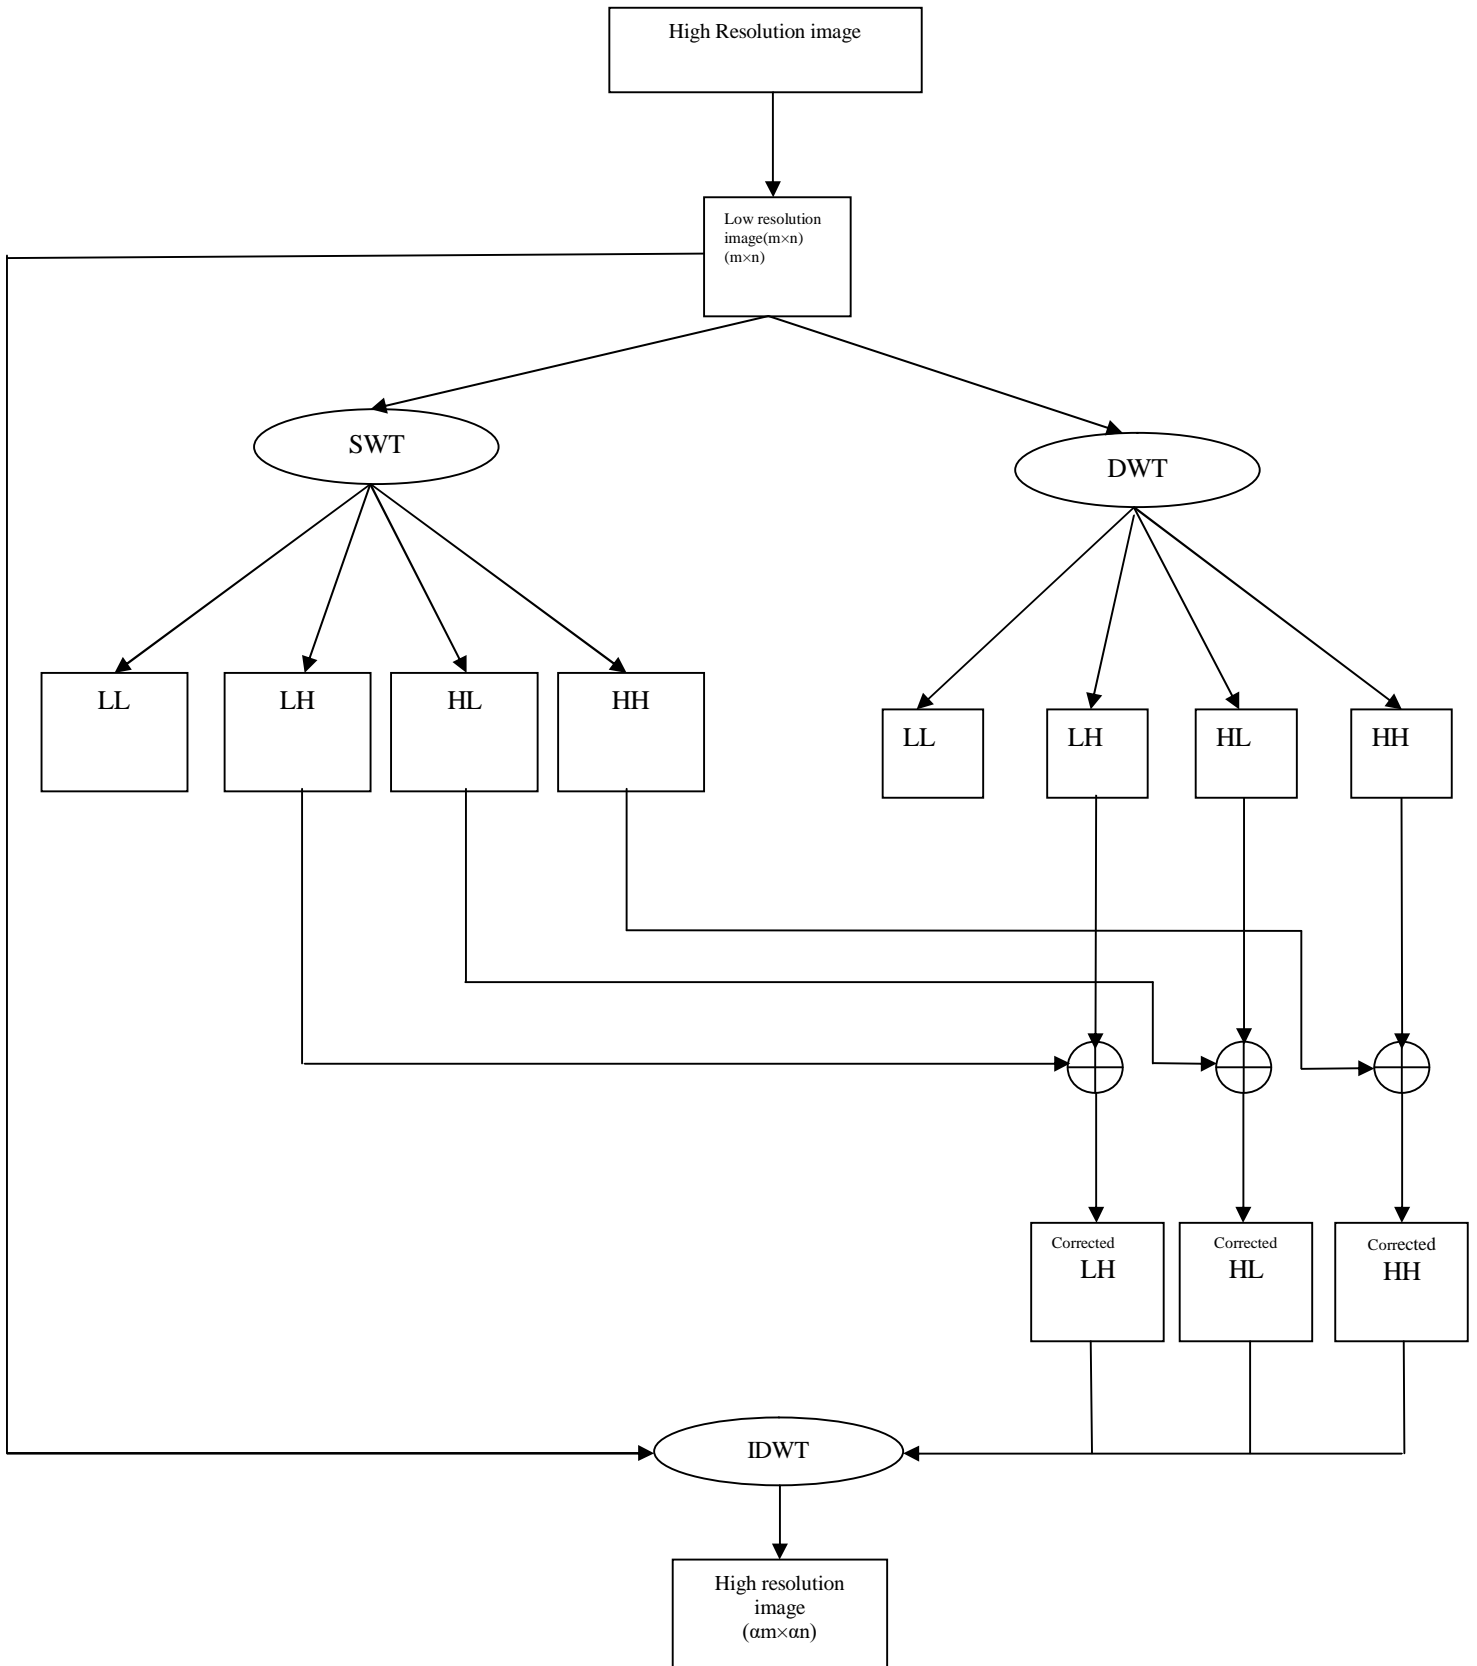 High Resolution image
Low resolution
image(m×n)
(m×n)
SWT
DWT
LL
LH
HL
HH
LL
LH
HL
HH
Corrected
LH
Corrected
HL
Corrected
HH
IDWT
High resolution
image
(αm×αn)